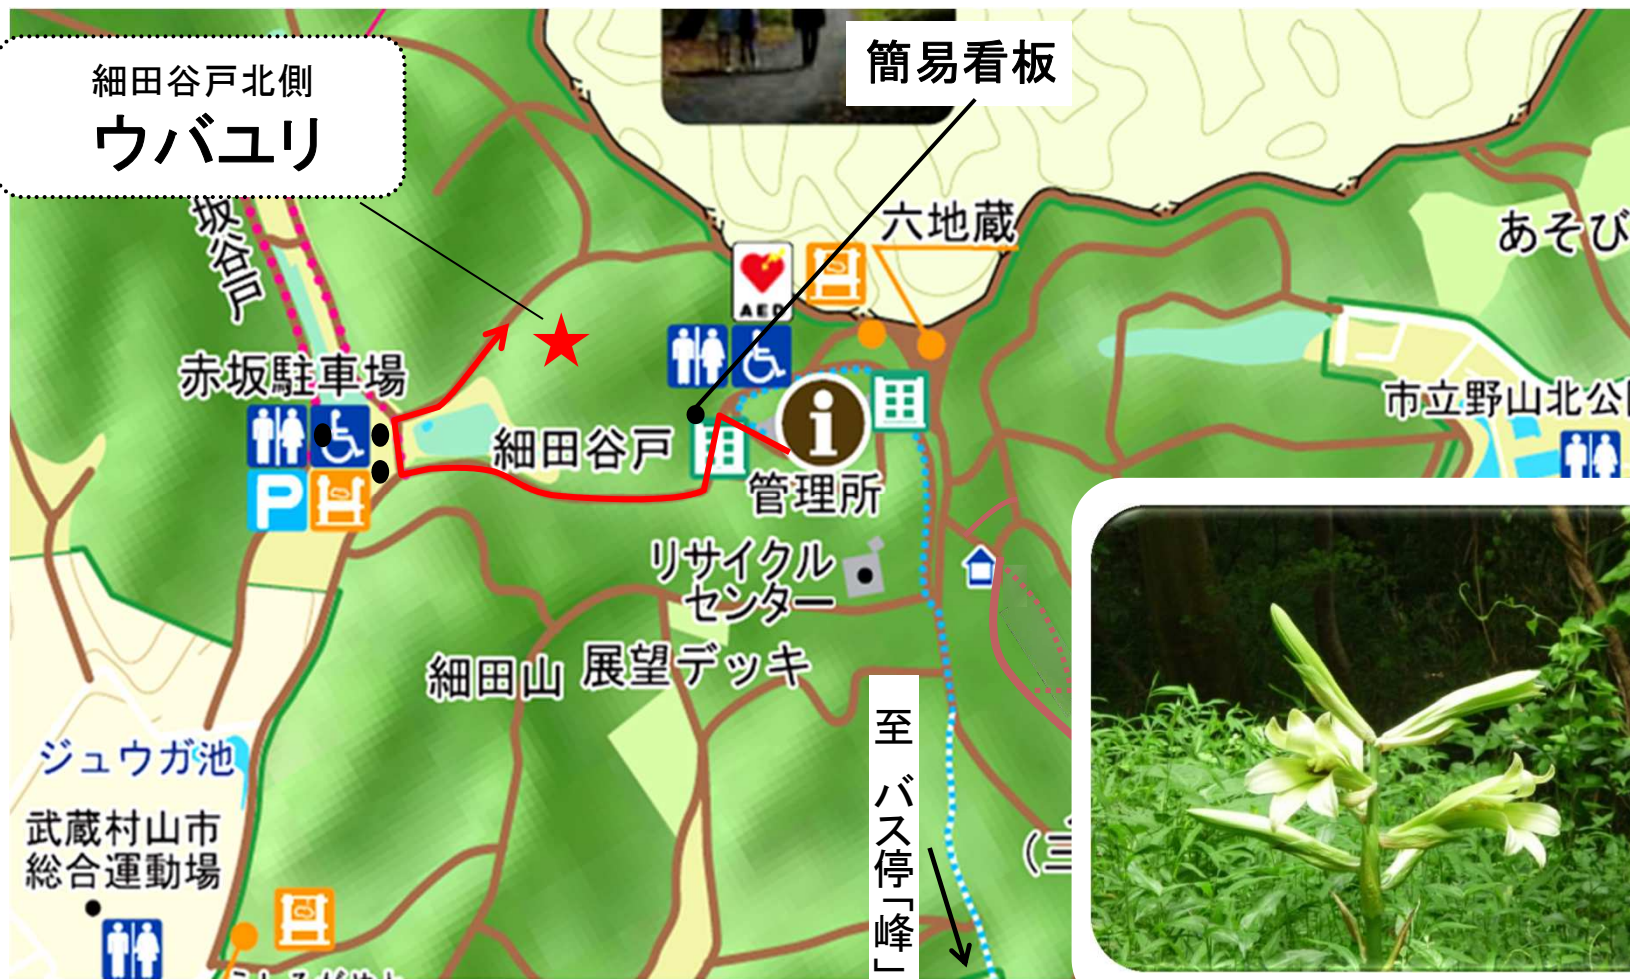 細田谷戸北側
ウバユリ
簡易看板
六地蔵
あそび
坂谷戸
AED
赤坂駐車場
P
細田谷戸
i
管理所
市立野山北公
リサイクル
センター
細田山
展望デッキ
至 バス停「峰」
ジュウガ池
武蔵村山市
総合運動場
(三